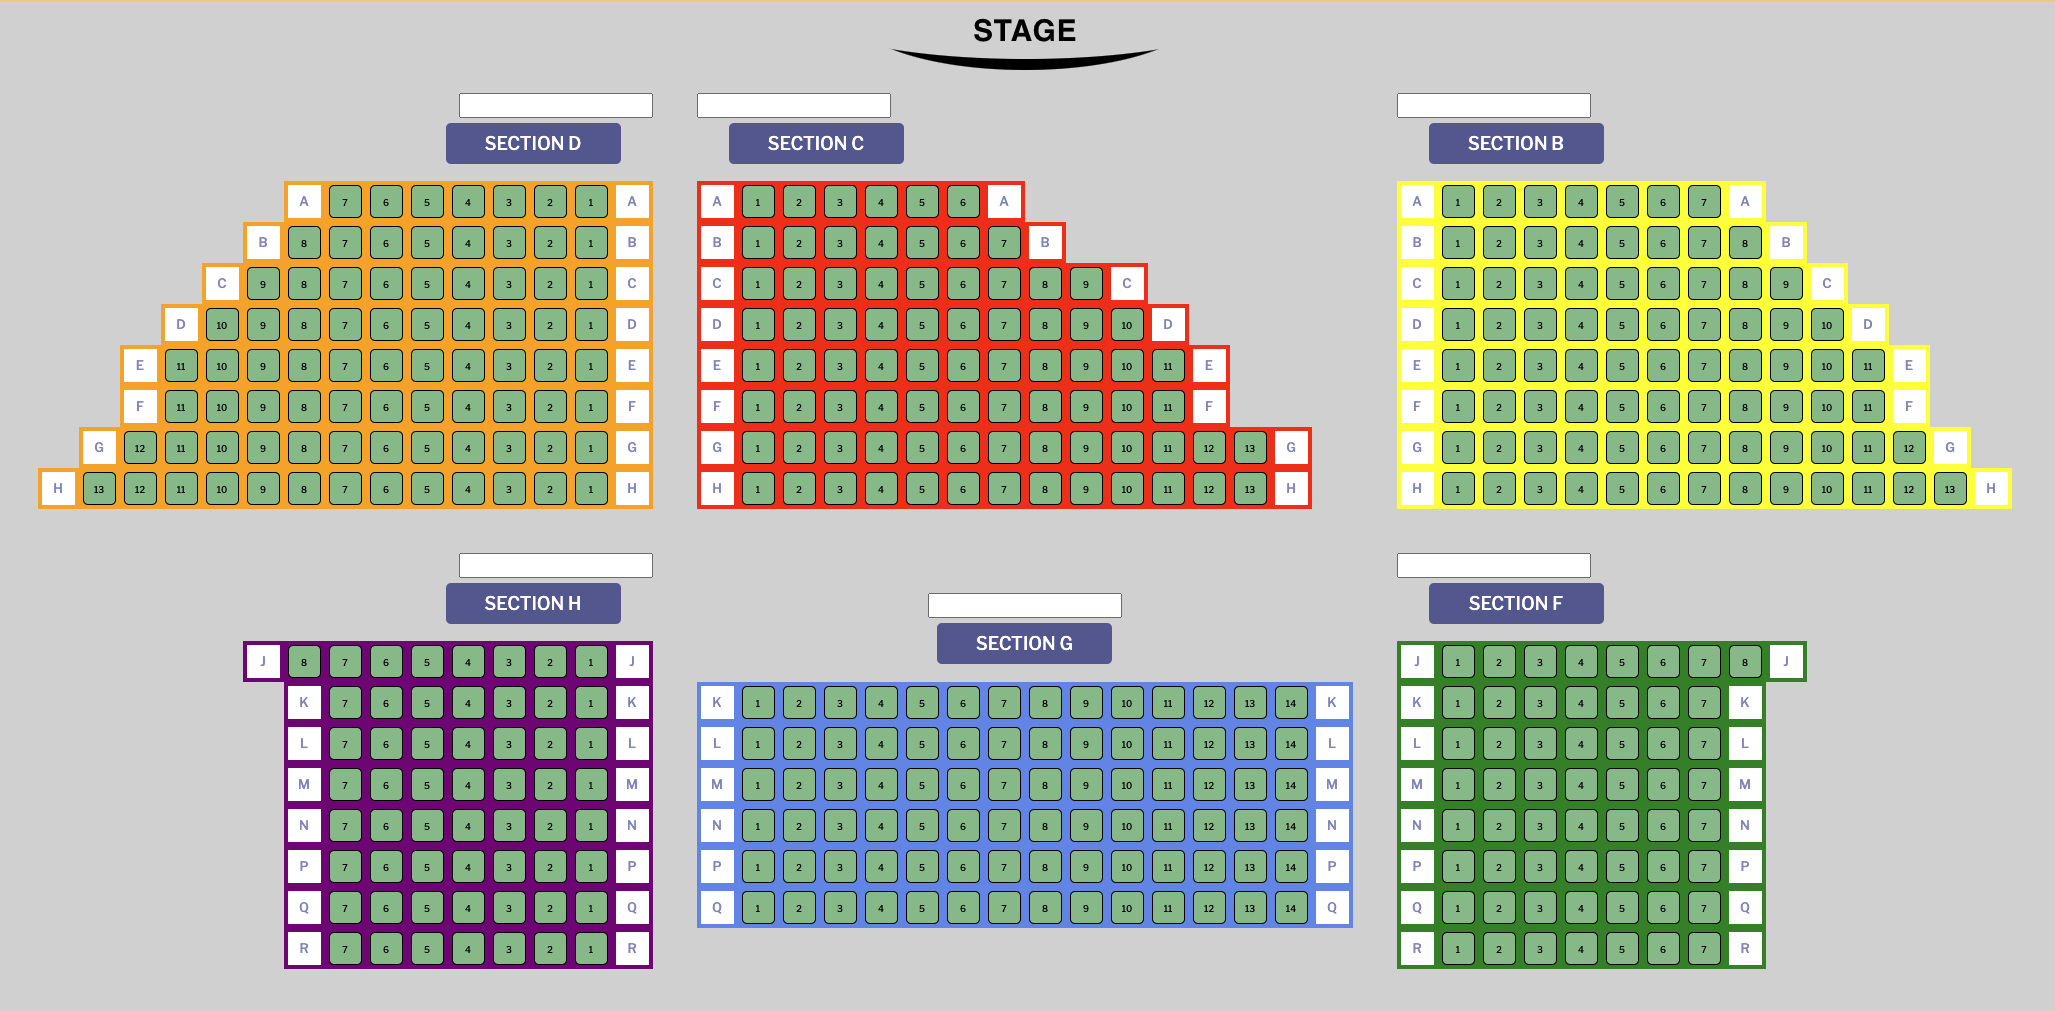 STAGE
SECTION D
SECTION C
SECTION B
A 7 6 5 4 3 2 1 A
A 1 2 3 4 5 6 A
A 1 2 3 4 5 6 7 A
B 8 7 6 5 4 3 2 1 B
B 1 2 3 4 5 6 7 B
B 1 2 3 4 5 6 7 8 B
C 9 8 7 6 5 4 3 2 1 C
C 1 2 3 4 5 6 7 8 9 C
C 1 2 3 4 5 6 7 8 9 C
D 10 9 8 7 6 5 4 3 2 1 D
D 1 2 3 4 5 6 7 8 9 10 D
D 1 2 3 4 5 6 7 8 9 10 D
E 11 10 9 8 7 6 5 4 3 2 1 E
E 1 2 3 4 5 6 7 8 9 10 11 E
E 1 2 3 4 5 6 7 8 9 10 11 E
F 11 10 9 8 7 6 5 4 3 2 1 F
F 1 2 3 4 5 6 7 8 9 10 11 F
F 1 2 3 4 5 6 7 8 9 10 11 F
G 12 11 10 9 8 7 6 5 4 3 2 1 G
G 1 2 3 4 5 6 7 8 9 10 11 12 13 G
G 1 2 3 4 5 6 7 8 9 10 11 12 G
H 13 12 11 10 9 8 7 6 5 4 3 2 1 H
H 1 2 3 4 5 6 7 8 9 10 11 12 13 H
H 1 2 3 4 5 6 7 8 9 10 11 12 13 H
SECTION H
SECTION G
SECTION F
J 8 7 6 5 4 3 2 1 J
J 1 2 3 4 5 6 7 8 J
K 7 6 5 4 3 2 1 K
K 1 2 3 4 5 6 7 8 9 10 11 12 13 14 K
K 1 2 3 4 5 6 7 K
L 7 6 5 4 3 2 1 L
L 1 2 3 4 5 6 7 8 9 10 11 12 13 14 L
L 1 2 3 4 5 6 7 L
M 7 6 5 4 3 2 1 M
M 1 2 3 4 5 6 7 8 9 10 11 12 13 14 M
M 1 2 3 4 5 6 7 M
N 7 6 5 4 3 2 1 N
N 1 2 3 4 5 6 7 8 9 10 11 12 13 14 N
N 1 2 3 4 5 6 7 N
P 7 6 5 4 3 2 1 P
P 1 2 3 4 5 6 7 8 9 10 11 12 13 14 P
P 1 2 3 4 5 6 7 P
Q 7 6 5 4 3 2 1 Q
Q 1 2 3 4 5 6 7 8 9 10 11 12 13 14 Q
Q 1 2 3 4 5 6 7 Q
R 7 6 5 4 3 2 1 R
R 1 2 3 4 5 6 7 R